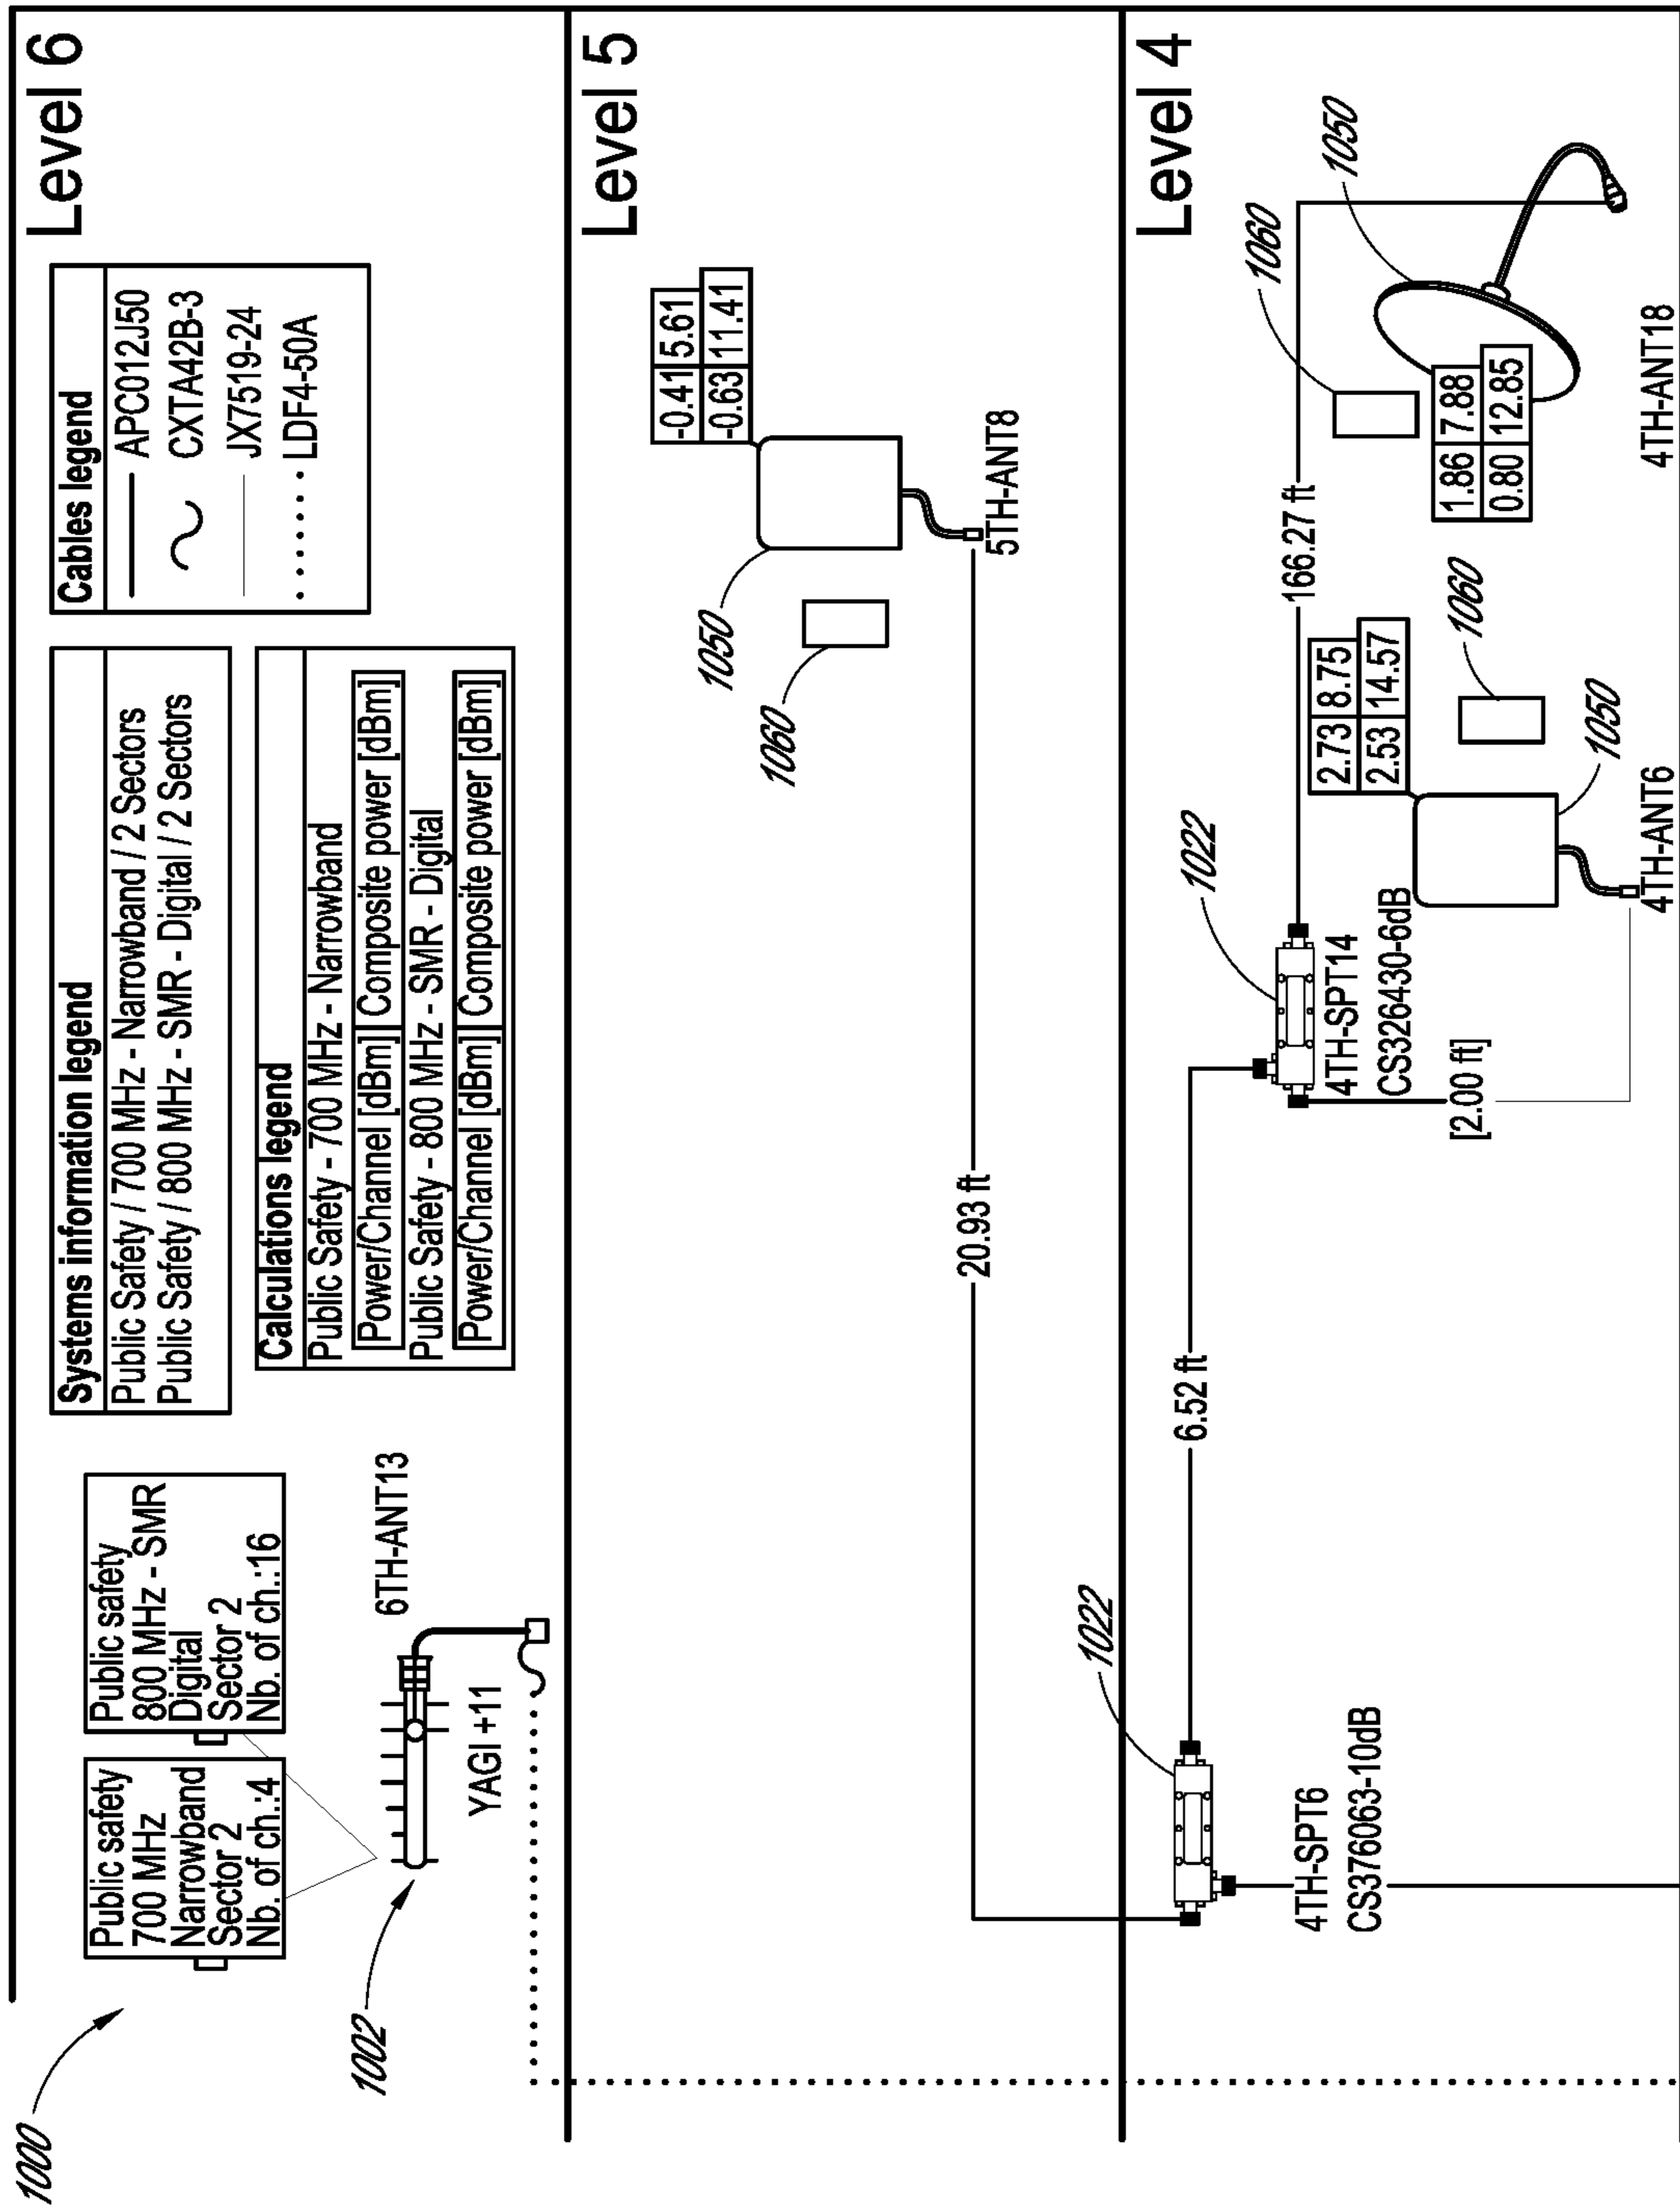 1000
Public safety
700 MHz
Narrowband
Sector 2
Nb. of ch.:4
Public safety
800 MHz - SMR
Digital
Sector 2
Nb. of ch.:16
1002
6TH-ANT13
YAGI +11
Systems information legend
Public Safety / 700 MHz - Narrowband / 2 Sectors
Public Safety / 800 MHz - SMR - Digital / 2 Sectors
Calculations legend
Public Safety - 700 MHz - Narrowband
[Power/Channel [dBm] Composite power [dBm]]
Public Safety - 800 MHz - SMR - Digital
[Power/Channel [dBm] Composite power [dBm]]
Cables legend
APC012J50
CXTA42B-3
JX7519-24
LDF4-50A
Level 6
Level 5
-0.41 5.61
-0.63 11.41
1050
1060
5TH-ANT8
20.93 ft
Level 4
1022
4TH-SPT6
CS376063-10dB
6.52 ft
1022
4TH-SPT14
CS326430-6dB
[2.00 ft]
166.27 ft
2.73 8.75
2.53 14.57
1060
1050
4TH-ANT6
1060
1050
1.86 7.88
0.80 12.85
4TH-ANT18